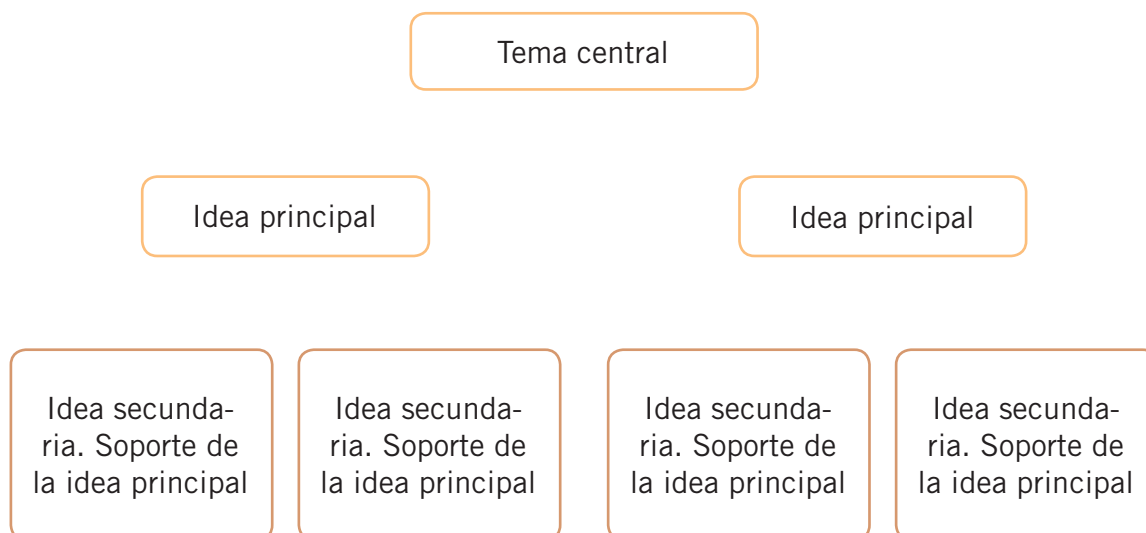 Tema central
Idea principal
Idea principal
Idea secunda-
ria. Soporte de
la idea principal
Idea secunda-
ria. Soporte de
la idea principal
Idea secunda-
ria. Soporte de
la idea principal
Idea secunda-
ria. Soporte de
la idea principal